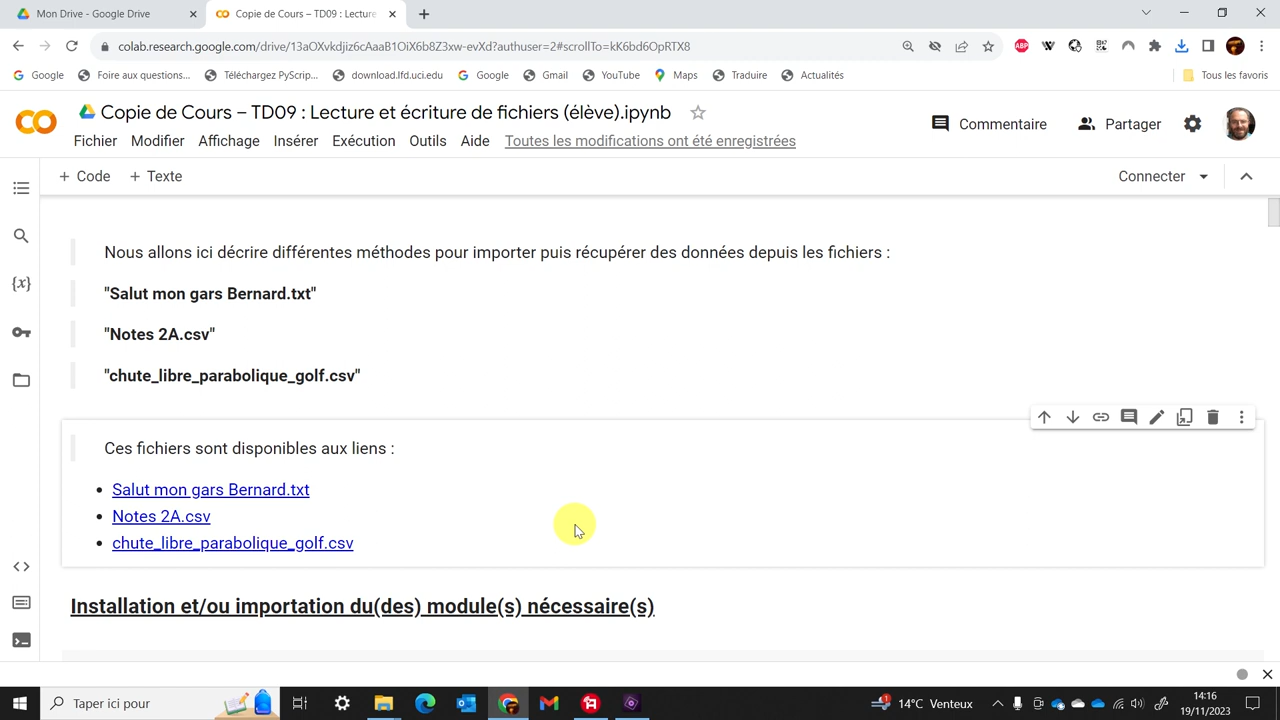 Mon Drive - Google Drive
Copie de Cours – TD09 : Lecture
colab.research.google.com/drive/13aOXvkdjiz6cAaaB1OiX6b8Z3xw-evXd?authuser=2#scrollTo=kK6bd6OpRTX8
ABP
Google
Foire aux questions...
Téléchargez PyScrip...
download.lfd.uci.edu
Google
Gmail
YouTube
Maps
Traduire
Actualités
Tous les favoris
Copie de Cours – TD09 : Lecture et écriture de fichiers (élève).ipynb
Commentaire
Partager
Fichier Modifier Affichage Insérer Exécution Outils Aide Toutes les modifications ont été enregistrées
+ Code + Texte
Connecter
Nous allons ici décrire différentes méthodes pour importer puis récupérer des données depuis les fichiers :
"Salut mon gars Bernard.txt"
{x}
"Notes 2A.csv"
"chute_libre_parabolique_golf.csv"
Ces fichiers sont disponibles aux liens :
• Salut mon gars Bernard.txt
• Notes 2A.csv
• chute_libre_parabolique_golf.csv
Installation et/ou importation du(des) module(s) nécessaire(s)
Taper ici pour
14°C Venteux
14:16
19/11/2023